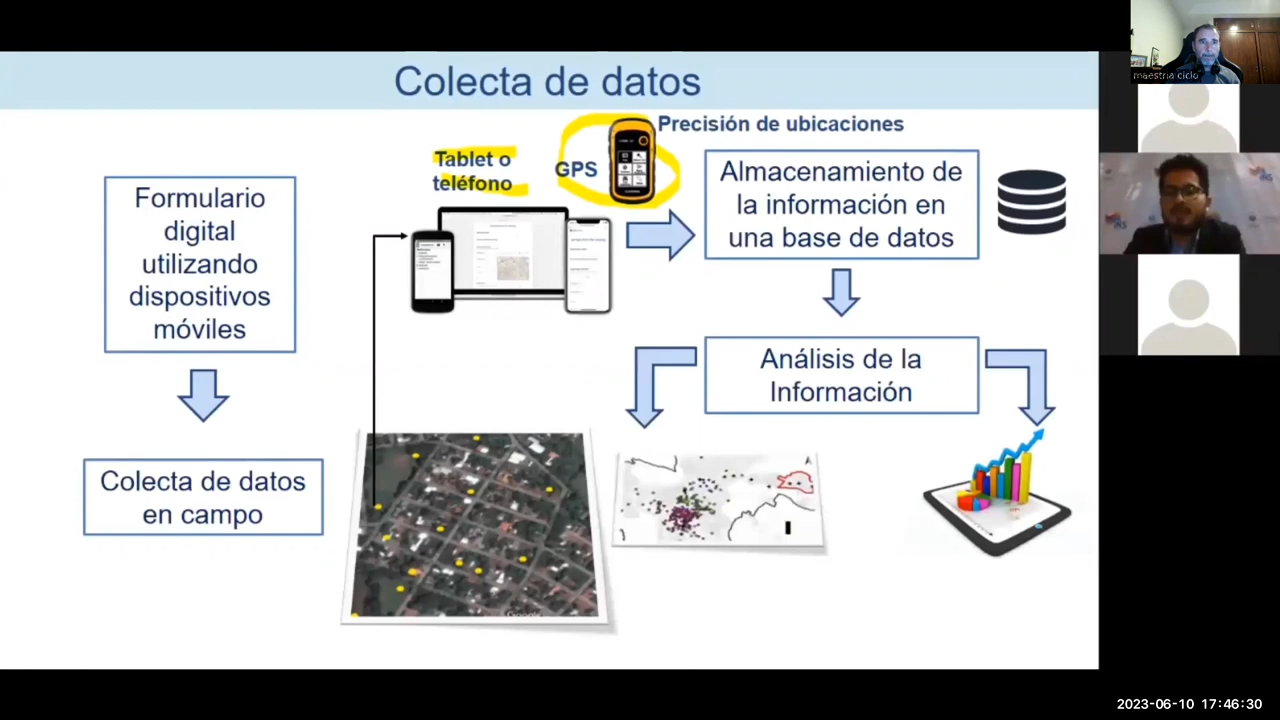 Colecta de datos
Formulario
digital
utilizando
dispositivos
móviles
Colecta de datos
en campo
Tablet o
teléfono
GPS
Precisión de ubicaciones
Almacenamiento de
la información en
una base de datos
Análisis de la
Información
maestria ciclo
2023-06-10 17:46:30